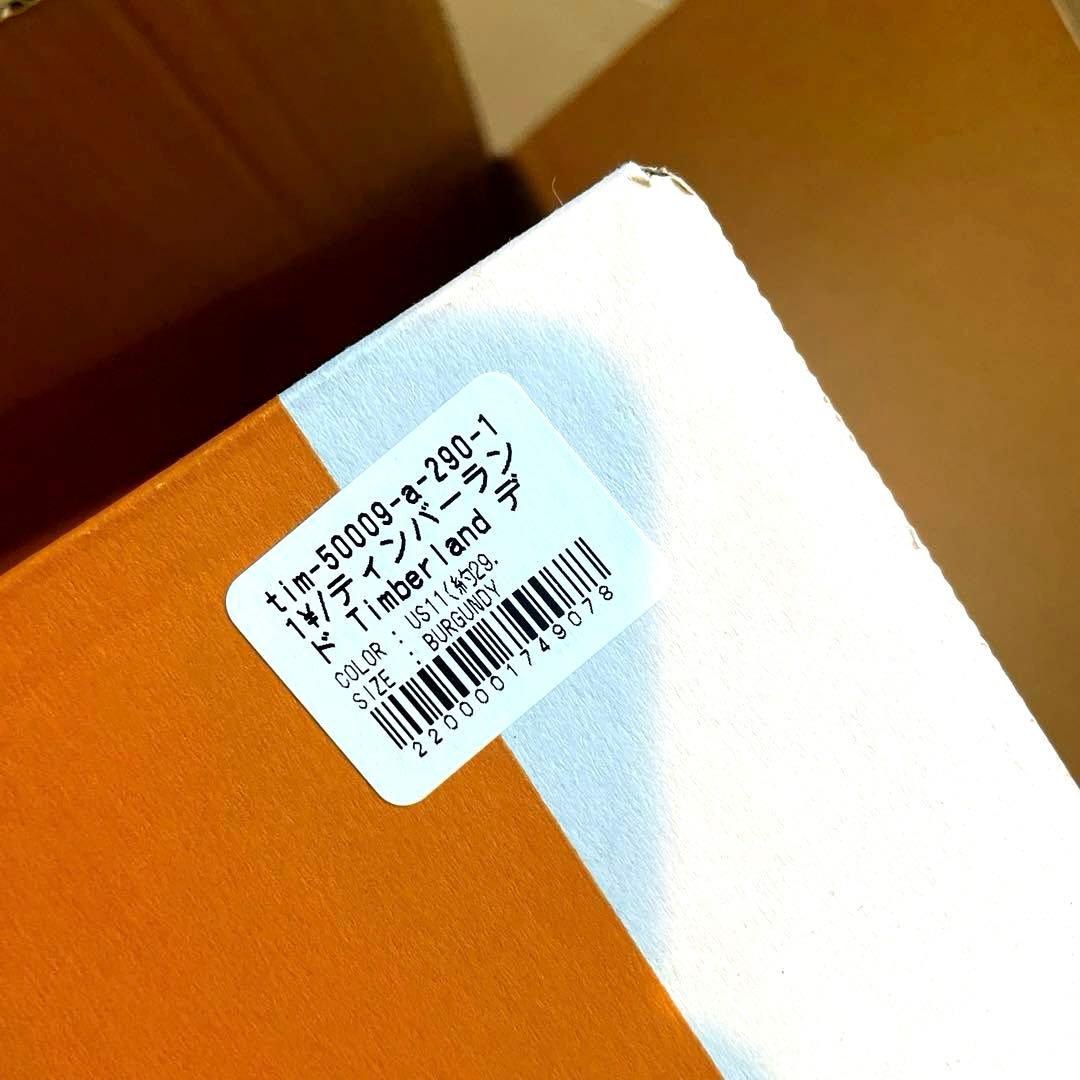 tim-50009-a-290-1
1¥/ティンバーラン
ド Timberland デ
COLOR : US11(約29.
SIZE : BURGUNDY
2200001749078